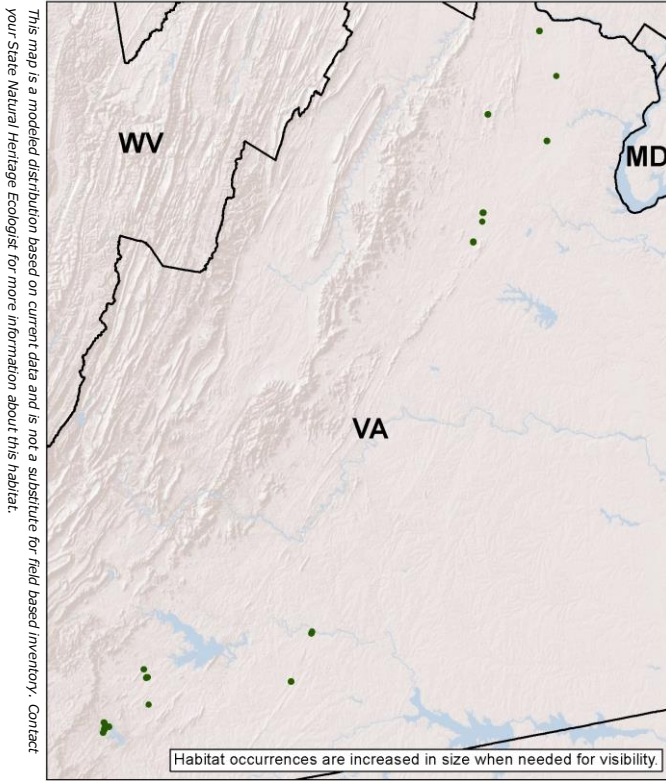 This map is a modeled distribution based on current data and is not a substitute for field based inventory. Contact
your State Natural Heritage Ecologist for more information about this habitat.
WV
MD
VA
Habitat occurrences are increased in size when needed for visibility.